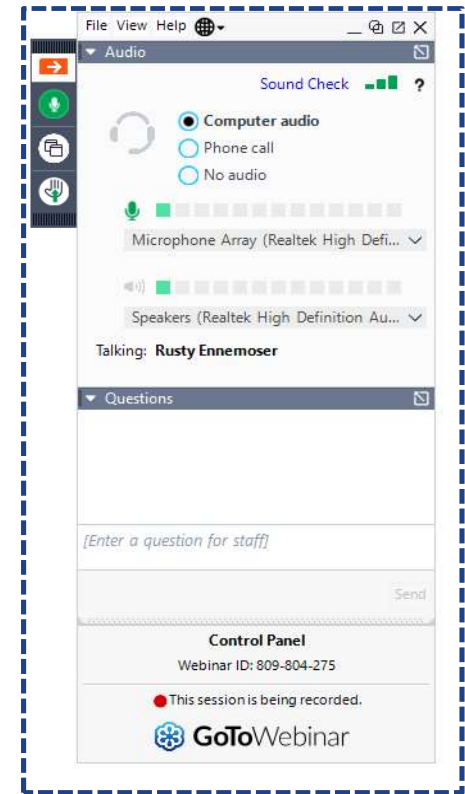 File View Help
Audio
Sound Check ?
Computer audio
Phone call
No audio
Microphone Array (Realtek High Defi...
Speakers (Realtek High Definition Au...
Talking: Rusty Ennemoser
Questions
[Enter a question for staff]
Send
Control Panel
Webinar ID: 809-804-275
This session is being recorded.
GoToWebinar